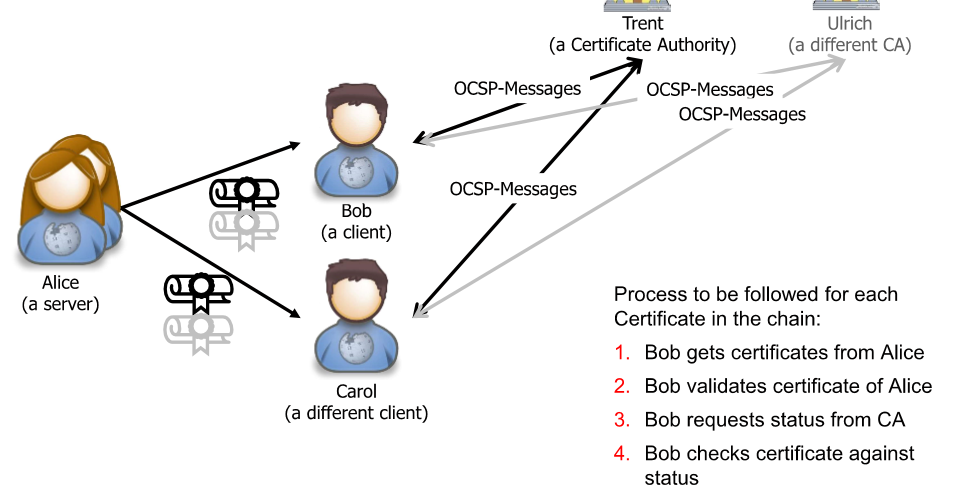 Trent
(a Certificate Authority)
Ulrich
(a different CA)
OCSP-Messages
OCSP-Messages
OCSP-Messages
OCSP-Messages
Bob
(a client)
Alice
(a server)
Carol
(a different client)
Process to be followed for each
Certificate in the chain:
1. Bob gets certificates from Alice
2. Bob validates certificate of Alice
3. Bob requests status from CA
4. Bob checks certificate against
status